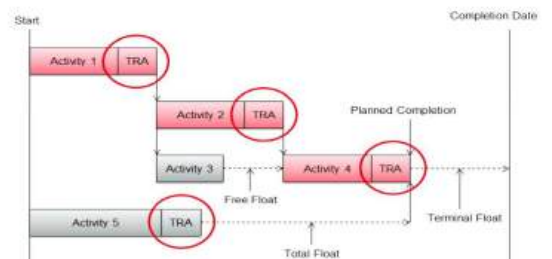 Start
Completion Date
Activity 1 TRA
Activity 2 TRA
Planned Completion
Activity 3
Activity 4 TRA
Free Float
Activity 5 TRA
Terminal Float
Total Float